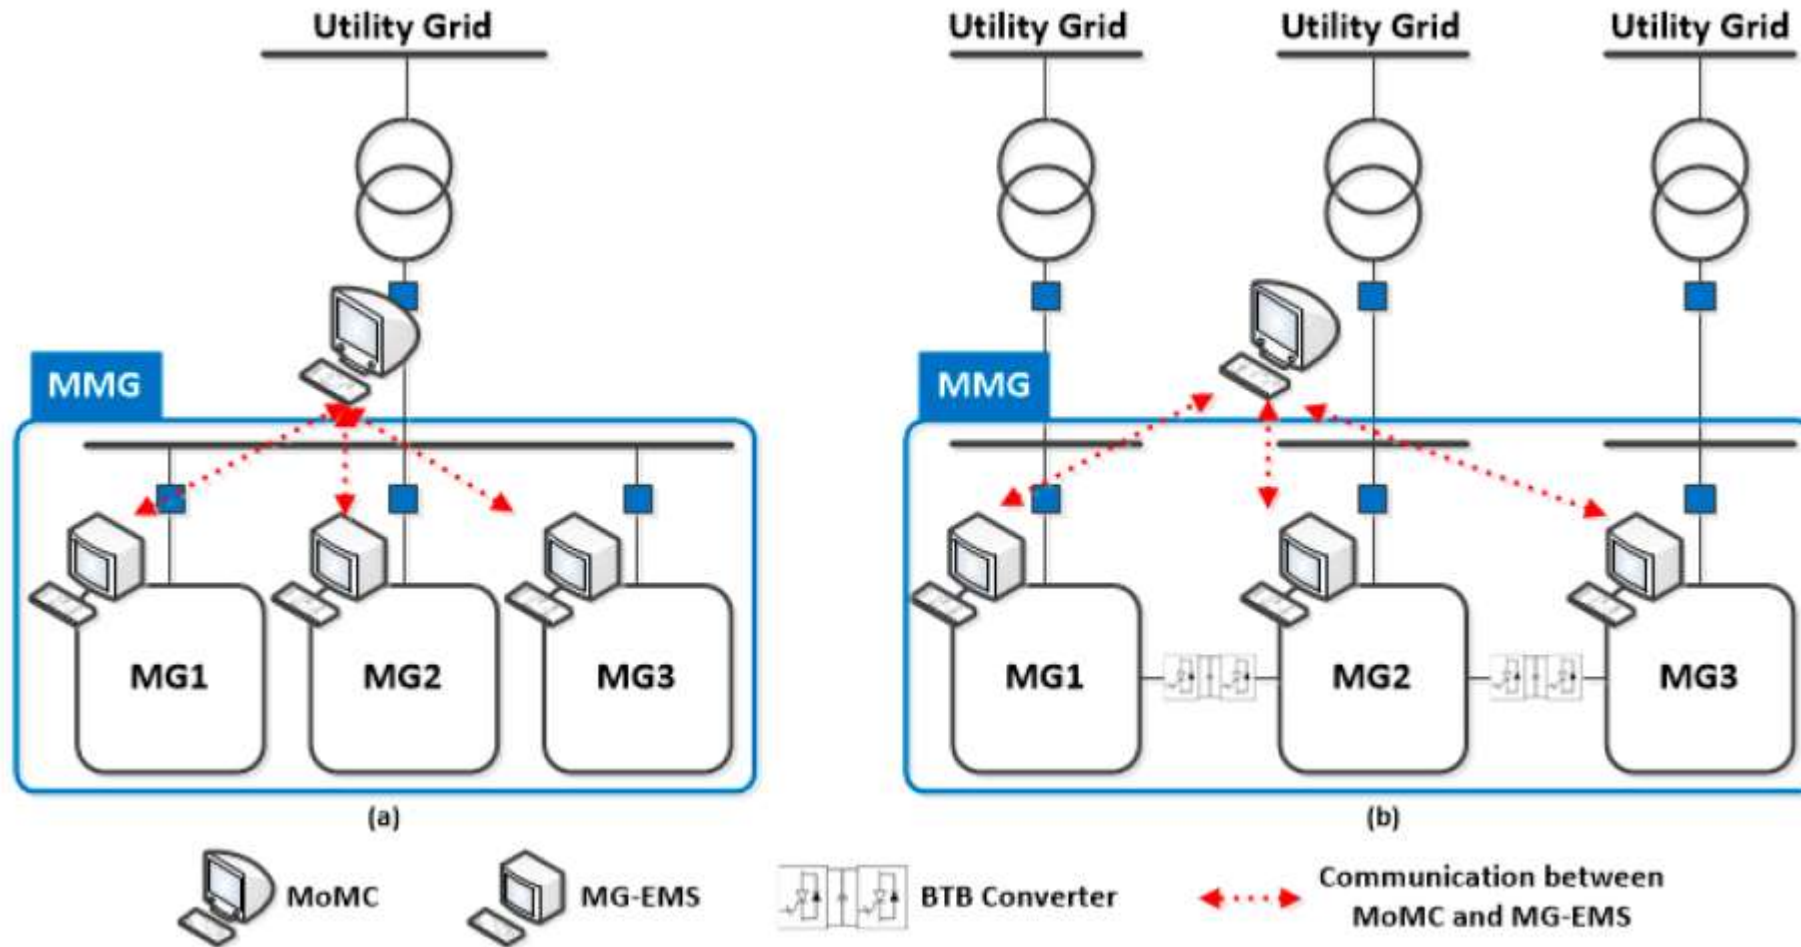 Utility Grid
Utility Grid
Utility Grid
Utility Grid
MMG
MMG
MG1
MG2
MG3
MG1
MG2
MG3
(a)
(b)
MoMC
MG-EMS
BTB Converter
Communication between
MoMC and MG-EMS